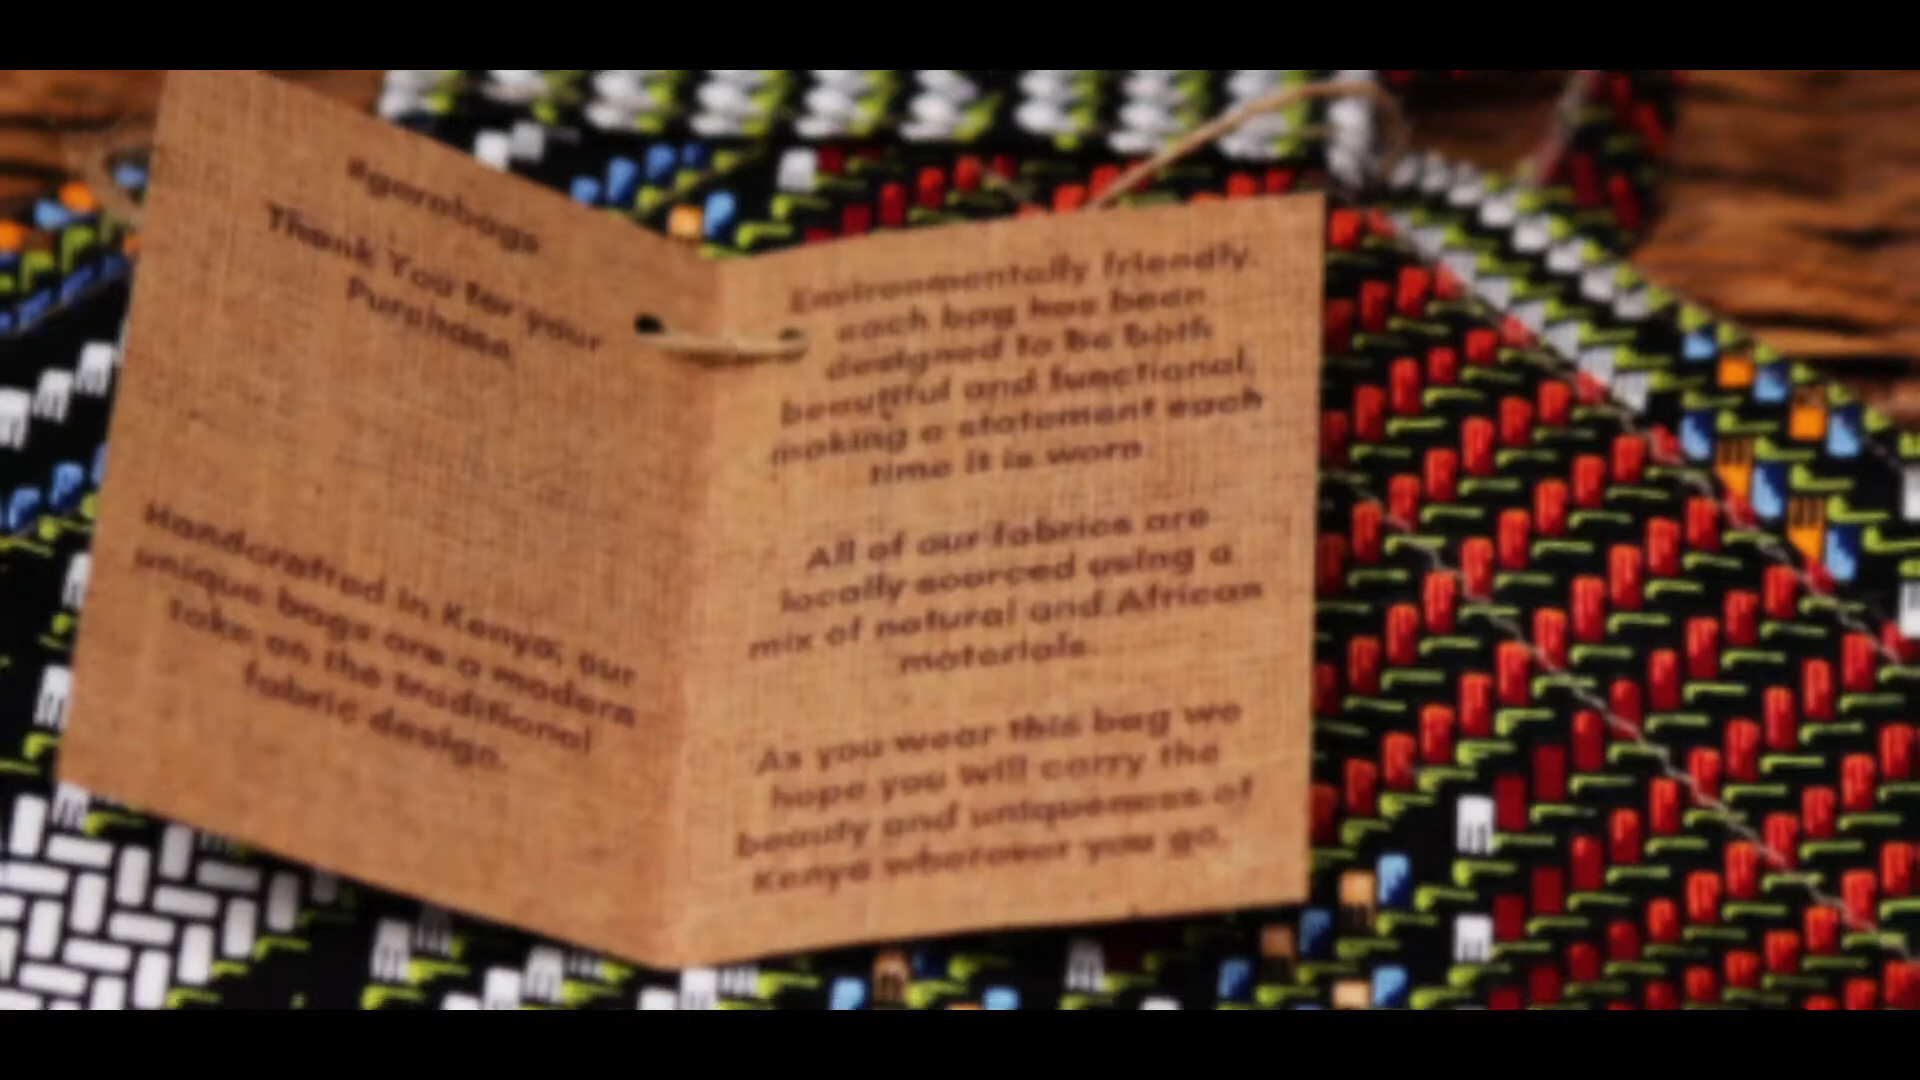 #gerobags
Thank You for your
Purchase
Handcrafted in Kenya, our
unique bags are a modern
take on the traditional
fabric design.
Environmentally friendly,
each bag has been
designed to be both
beautiful and functional,
making a statement each
time it is worn.
All of our fabrics are
locally sourced using a
mix of natural and African
materials.
As you wear this bag we
hope you will carry the
beauty and uniqueness of
Kenya wherever you go.